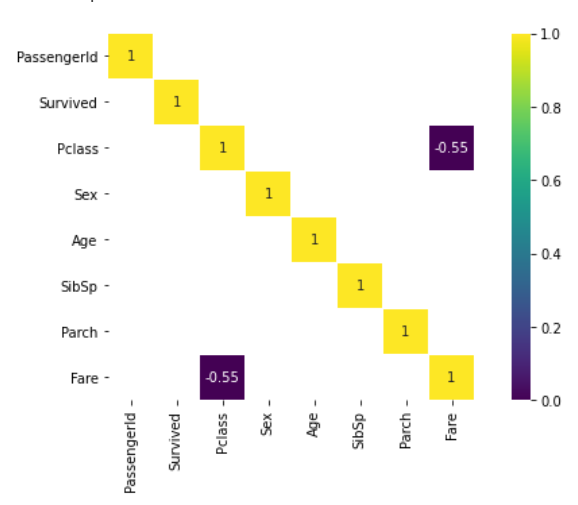 PassengerId
1
Survived
1
Pclass
1
-0.55
Sex
1
Age
1
SibSp
1
Parch
1
Fare
-0.55
1
PassengerId
Survived
Pclass
Sex
Age
SibSp
Parch
Fare
1.0
0.8
0.6
0.4
0.2
0.0